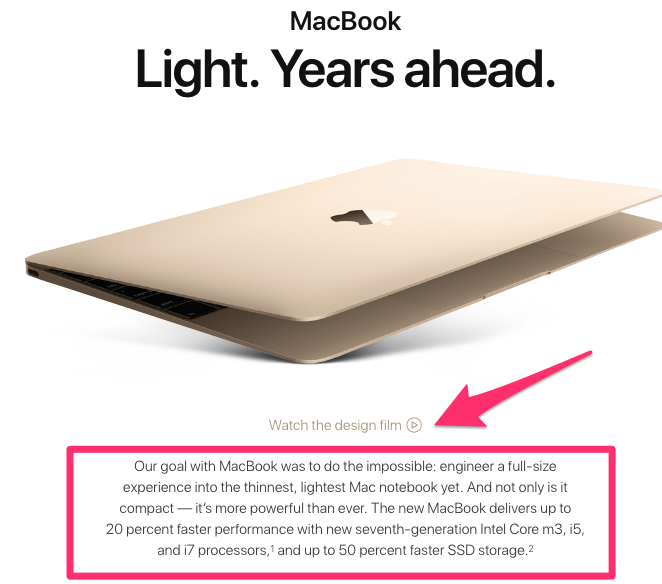 MacBook
Light. Years ahead.
Watch the design film
Our goal with MacBook was to do the impossible: engineer a full-size
experience into the thinnest, lightest Mac notebook yet. And not only is it
compact — it’s more powerful than ever. The new MacBook delivers up to
20 percent faster performance with new seventh-generation Intel Core m3, i5,
and i7 processors,¹ and up to 50 percent faster SSD storage.²